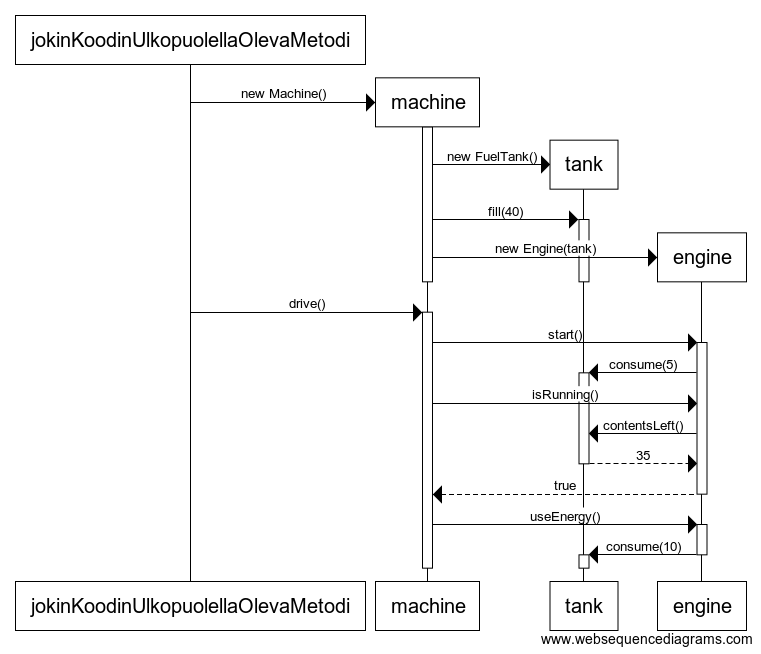 jokinKoodinUlkopuolellaOlevaMetodi
new Machine()
machine
new FuelTank()
tank
fill(40)
new Engine(tank)
engine
drive()
start()
consume(5)
isRunning()
contentsLeft()
35
true
useEnergy()
consume(10)
jokinKoodinUlkopuolellaOlevaMetodi
machine
tank
engine
www.websequencediagrams.com